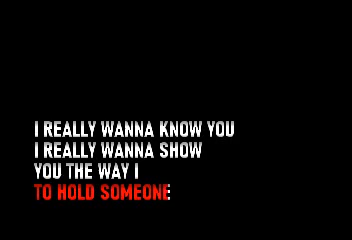 I REALLY WANNA KNOW YOU
I REALLY WANNA SHOW
YOU THE WAY I
TO HOLD SOMEONE